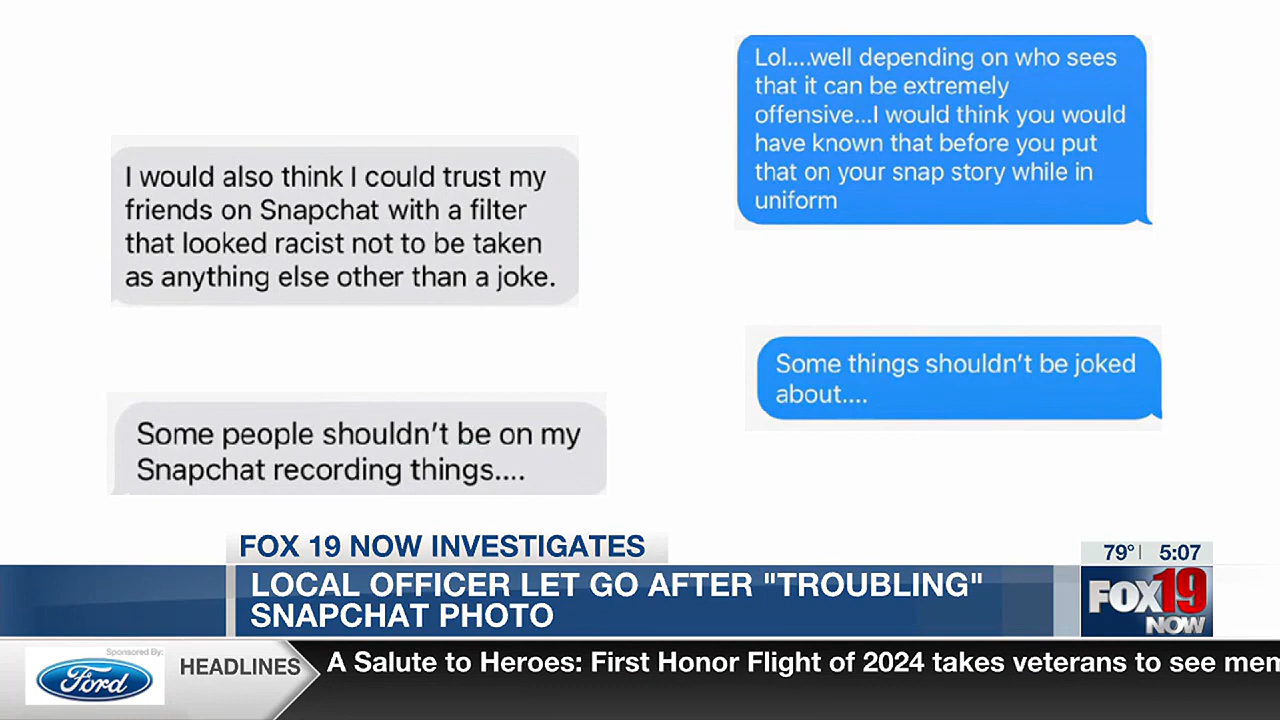 Lol....well depending on who sees
that it can be extremely
offensive...I would think you would
have known that before you put
that on your snap story while in
uniform
I would also think I could trust my
friends on Snapchat with a filter
that looked racist not to be taken
as anything else other than a joke.
Some things shouldn't be joked
about....
Some people shouldn't be on my
Snapchat recording things....
FOX 19 NOW INVESTIGATES
LOCAL OFFICER LET GO AFTER "TROUBLING"
SNAPCHAT PHOTO
79° 5:07
FOX19
NOW
Sponsored By:
Ford
HEADLINES
A Salute to Heroes: First Honor Flight of 2024 takes veterans to see mem